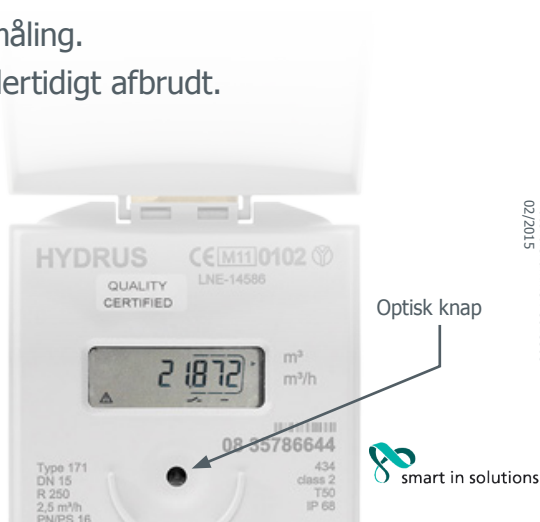 måling.
lertidigt afbrudt.
02/2015
HYDRUS CE M11 0102
LNE-14586
QUALITY
CERTIFIED
Optisk knap
21872
m³
m³/h
08 35786644
Type 171
DN 15
R 250
2,5 m³/h
PN/PS 16
434
class 2
T50
IP 68
smart in solutions